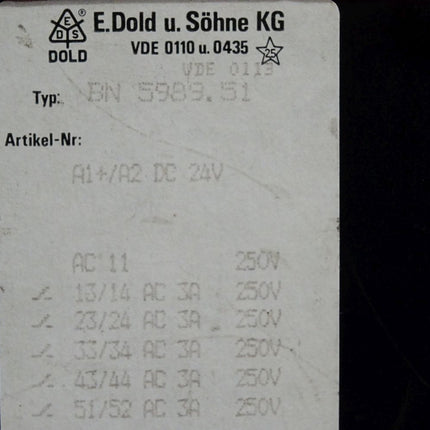 E D S
DOLD
E.Dold u. Söhne KG
VDE 0110 u. 0435 25
VDE 0113
Typ: BN 5989.51
Artikel-Nr:
A1+/A2 DC 24V
AC 11 250V
13/14 AC 3A 250V
23/24 AC 3A 250V
33/34 AC 3A 250V
43/44 AC 3A 250V
51/52 AC 3A 250V